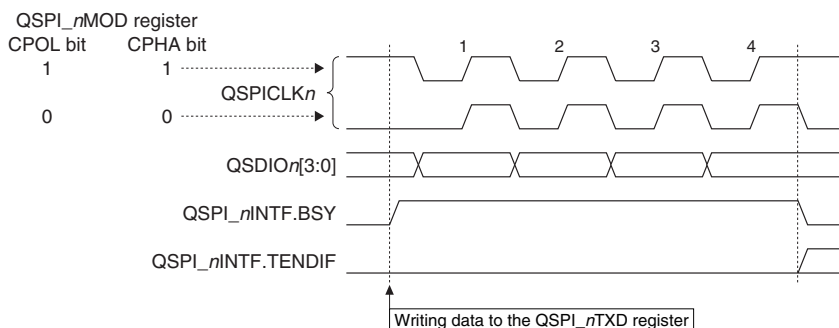 QSPI_nMOD register
CPOL bit CPHA bit
1 1
0 0
QSPICLKn
1 2 3 4
QSDIOn[3:0]
QSPI_nINTF.BSY
QSPI_nINTF.TENDIF
Writing data to the QSPI_nTXD register